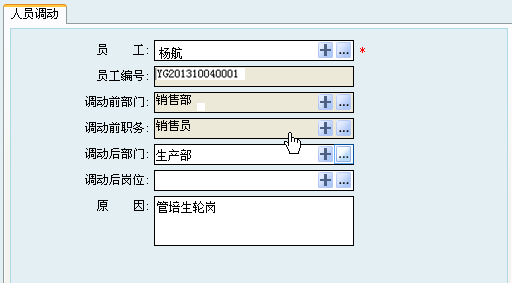 人员调动
员 工: 杨航 *
员工编号: YG201310040001
调动前部门: 销售部
调动前职务: 销售员
调动后部门: 生产部
调动后岗位:
原 因: 管培生轮岗